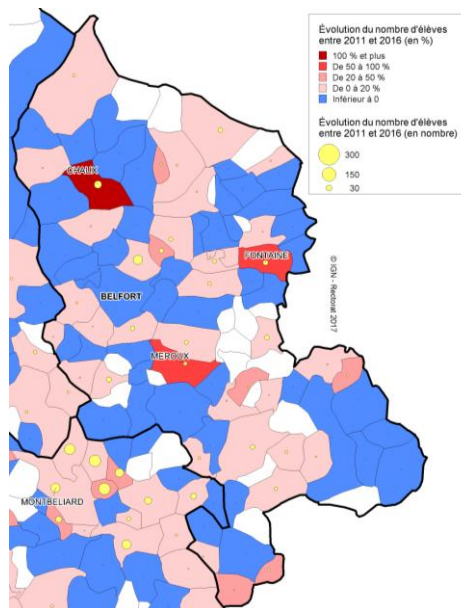 Évolution du nombre d'élèves
entre 2011 et 2016 (en %)
100 % et plus
De 50 à 100 %
De 20 à 50 %
De 0 à 20 %
Inférieur à 0
Évolution du nombre d'élèves
entre 2011 et 2016 (en nombre)
300
150
30
CHAUX
FONTAINE
© IGN - Rectorat 2017
BELFORT
MEROUX
MONTBELIARD